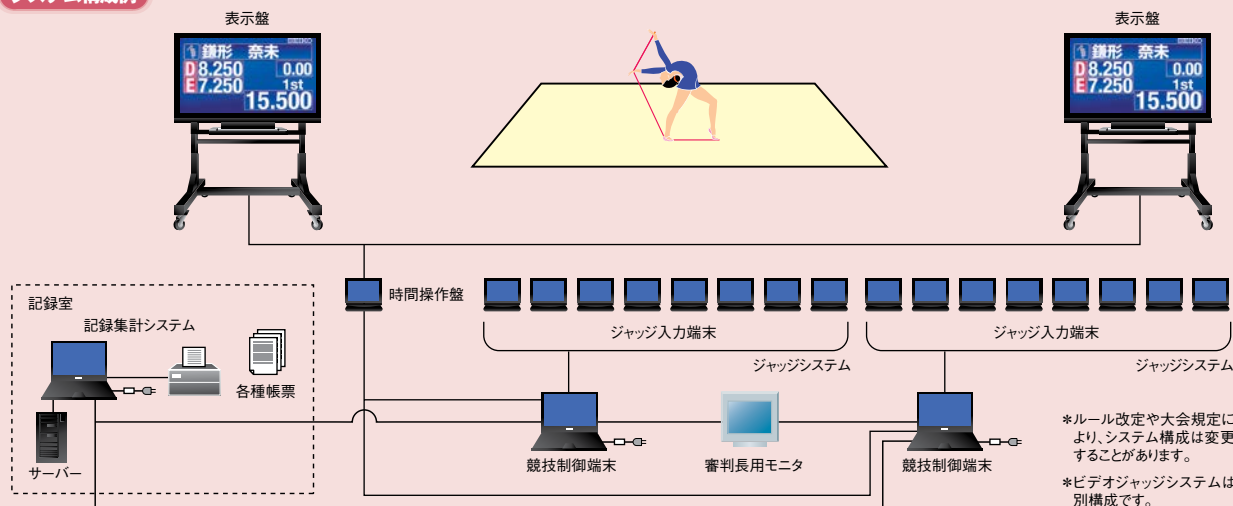 システム構成例
表示盤
鎌形 奈未
D 8.250 0.00
E 7.250 1st
15.500
表示盤
鎌形 奈未
D 8.250 0.00
E 7.250 1st
15.500
時間操作盤
記録室
記録集計システム
各種帳票
サーバー
ジャッジ入力端末
ジャッジシステム
ジャッジ入力端末
ジャッジシステム
競技制御端末
審判長用モニタ
競技制御端末
*ルール改定や大会規定に
より、システム構成は変更
することがあります。
*ビデオジャッジシステムは
別構成です。